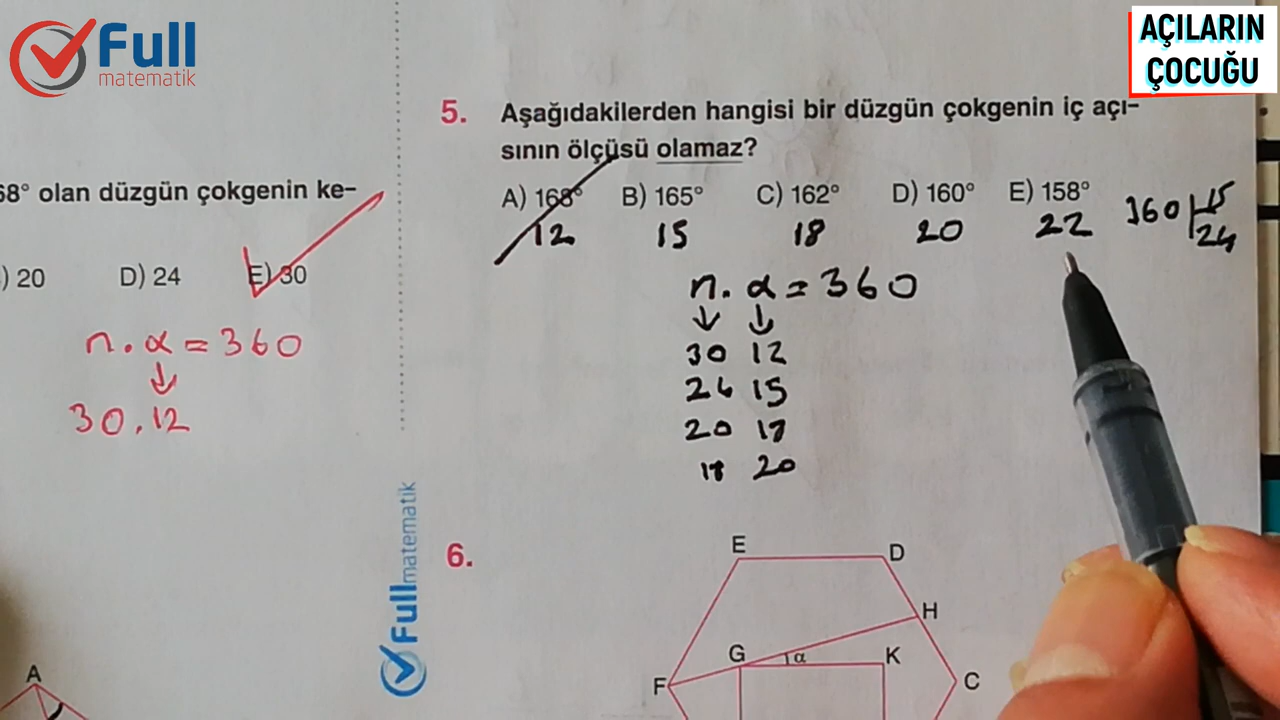 Full
matematik
AÇILARIN
ÇOCUĞU
68° olan düzgün çokgenin ke-
) 20 D) 24 E) 30
n. α = 360
30. 12
5. Aşağıdakilerden hangisi bir düzgün çokgenin iç açı-
sının ölçüsü olamaz?
A) 168° B) 165° C) 162° D) 160° E) 158°
12 15 18 20 22
360 15
24
n. α = 360
30 12
24 15
20 18
18 20
Fullmatematik
6.
E D
H
G α K
F C
A